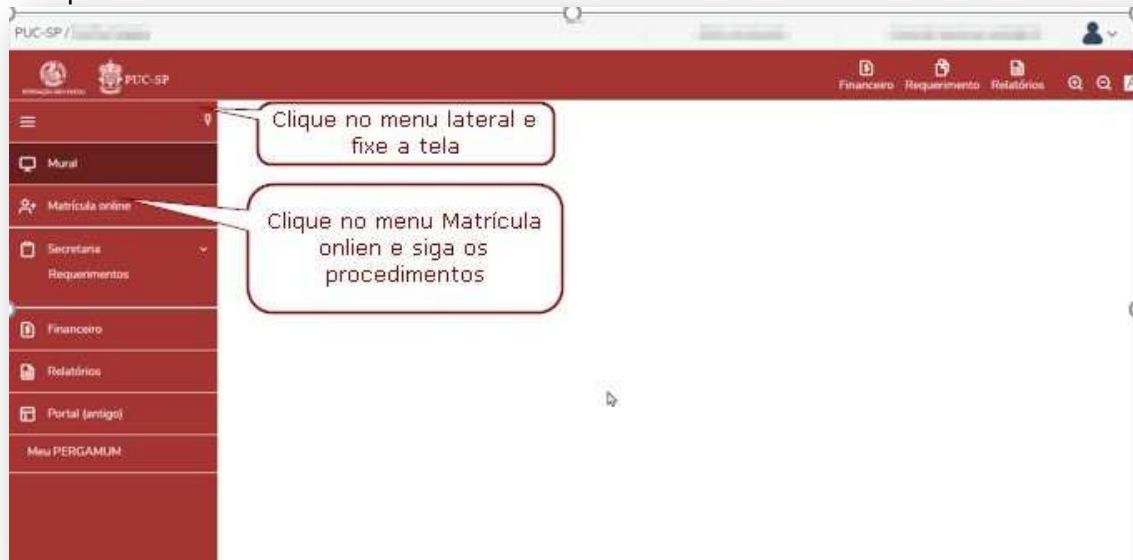 PUC-SP /
PUC-SP
Financeiro Requerimento Relatórios
Clique no menu lateral e
fixe a tela
Mural
Matrícula online
Clique no menu Matrícula
onlien e siga os
procedimentos
Secretaria
Requerimentos
Financeiro
Relatórios
Portal (antigo)
Meu PERGAMUM